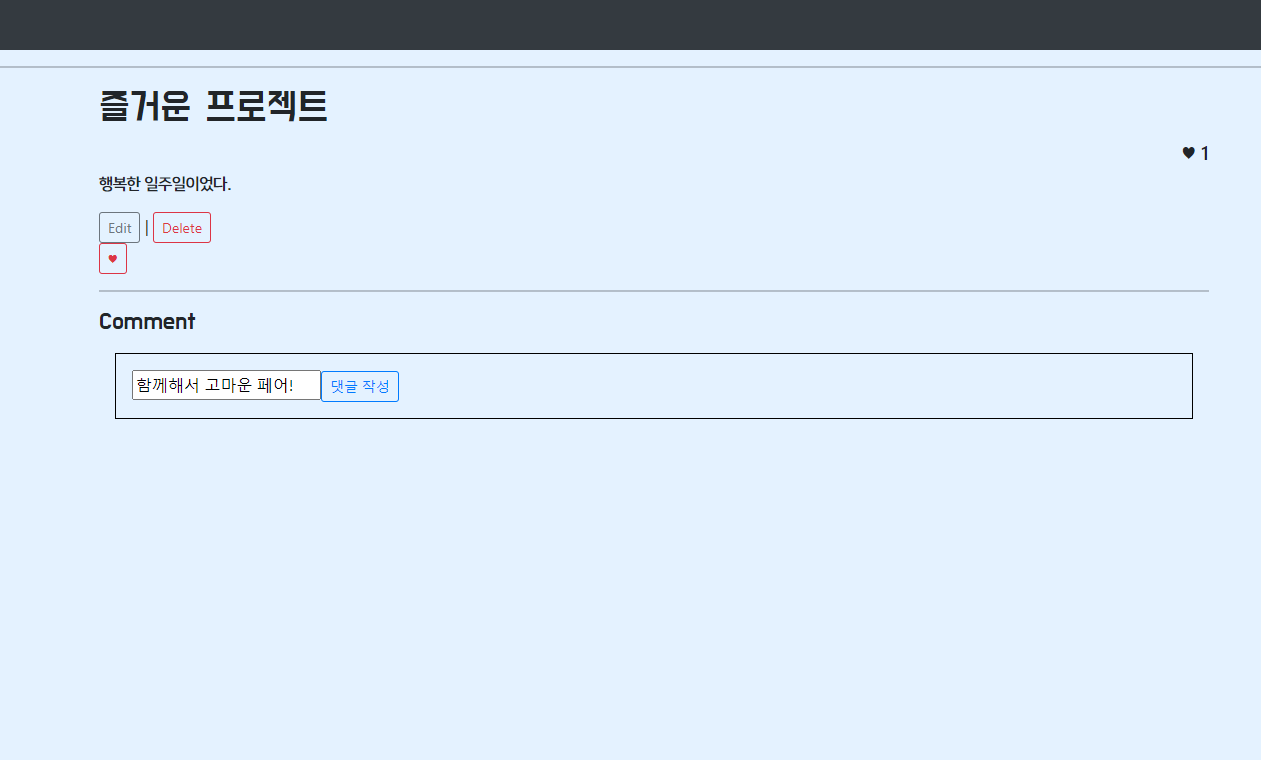 즐거운 프로젝트
♥ 1
행복한 일주일이었다.
Edit | Delete
♥
Comment
함께해서 고마운 페어! 댓글 작성